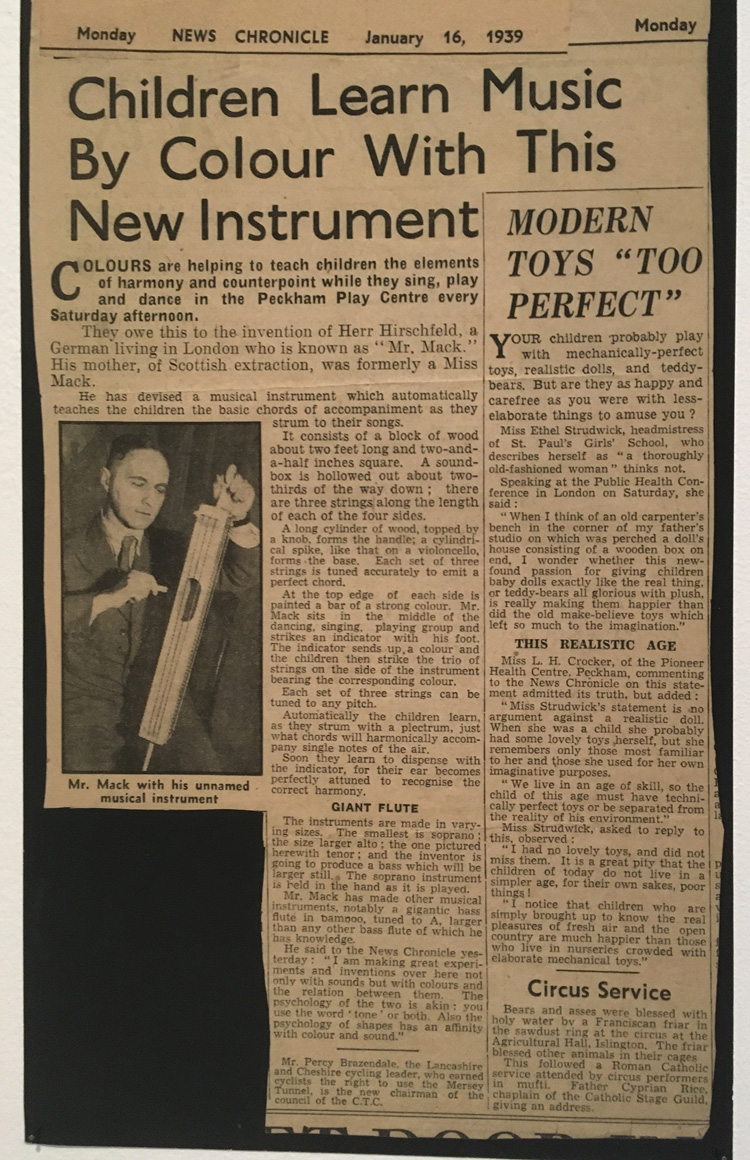 Monday NEWS CHRONICLE January 16, 1939
Monday
Children Learn Music
By Colour With This
New Instrument
COLOURS are helping to teach children the elements
of harmony and counterpoint while they sing, play
and dance in the Peckham Play Centre every
Saturday afternoon.
They owe this to the invention of Herr Hirschfeld, a
German living in London who is known as "Mr. Mack."
His mother, of Scottish extraction, was formerly a Miss
Mack.
He has devised a musical instrument which automatically
teaches the children the basic chords of accompaniment as they
strum to their songs.
It consists of a block of wood
about two feet long and two-and-
a-half inches square. A sound-
box is hollowed out about two-
thirds of the way down; there
are three strings along the length
of each of the four sides.
A long cylinder of wood, topped by
a knob, forms the handle; a cylindri-
cal spike, like that on a violoncello,
forms the base. Each set of three
strings is tuned accurately to emit a
perfect chord.
At the top edge of each side is
painted a bar of a strong colour. Mr.
Mack sits in the middle of the
dancing, singing, playing group and
strikes an indicator with his foot.
The indicator sends up a colour and
the children then strike the trio of
strings on the side of the instrument
bearing the corresponding colour.
Each set of three strings can be
tuned to any pitch.
Automatically the children learn,
as they strum with a plectrum, just
what chords will harmonically accom-
pany single notes of the air.
Soon they learn to dispense with
the indicator, for their ear becomes
perfectly attuned to recognise the
correct harmony.
Mr. Mack with his unnamed
musical instrument
GIANT FLUTE
The instruments are made in vary-
ing sizes. The smallest is soprano;
the size larger alto; the one pictured
herewith tenor; and the inventor is
going to produce a bass which will be
larger still. The soprano instrument
is held in the hand as it is played.
Mr. Mack has made other musical
instruments, notably a gigantic bass
flute in bamboo, tuned to A, larger
than any other bass flute of which he
has knowledge.
He said to the News Chronicle yes-
terday: "I am making great experi-
ments and inventions over here not
only with sounds but with colours and
the relation between them. The
psychology of the two is akin: you
use the word 'tone' or both. Also the
psychology of shapes has an affinity
with colour and sound."
Mr. Percy Brazendale, the Lancashire
and Cheshire cycling leader, who earned
cyclists the right to use the Mersey
Tunnel, is the new chairman of the
council of the C.T.C.
MODERN
TOYS "TOO
PERFECT"
YOUR children probably play
with mechanically-perfect
toys, realistic dolls, and teddy-
bears. But are they as happy and
carefree as you were with less-
elaborate things to amuse you?
Miss Ethel Strudwick, headmistress
of St. Paul's Girls' School, who
describes herself as "a thoroughly
old-fashioned woman" thinks not.
Speaking at the Public Health Con-
ference in London on Saturday, she
said:
"When I think of an old carpenter's
bench in the corner of my father's
studio on which was perched a doll's
house consisting of a wooden box on
end, I wonder whether this new-
found passion for giving children
baby dolls exactly like the real thing,
or teddy-bears all glorious with plush,
is really making them happier than
did the old make-believe toys which
left so much to the imagination."
THIS REALISTIC AGE
Miss L. H. Crocker, of the Pioneer
Health Centre, Peckham, commenting
to the News Chronicle on this state-
ment admitted its truth, but added:
"Miss Strudwick's statement is no
argument against a realistic doll.
When she was a child she probably
had some lovely toys herself, but she
remembers only those most familiar
to her and those she used for her own
imaginative purposes.
"We live in an age of skill, so the
child of this age must have techni-
cally perfect toys or be separated from
the reality of his environment."
Miss Strudwick, asked to reply to
this, observed:
"I had no lovely toys, and did not
miss them. It is a great pity that the
children of today do not live in a
simpler age, for their own sakes, poor
things!
"I notice that children who are
simply brought up to know the real
pleasures of fresh air and the open
country are much happier than those
who live in nurseries crowded with
elaborate mechanical toys."
Circus Service
Bears and asses were blessed with
holy water by a Franciscan friar in
the sawdust ring at the circus at the
Agricultural Hall, Islington. The friar
blessed other animals in their cages
This followed a Roman Catholic
service attended by circus performers
in mufti. Father Cyprian Rice,
chaplain of the Catholic Stage Guild,
giving an address.